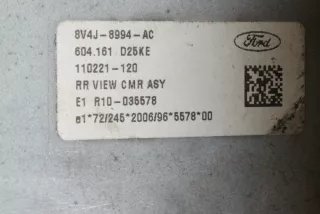 8V4J-8994-AC
Ford
604.161 D25KE
110221-120
RR VIEW CMR ASY
E1 R10-035578
e1*72/245*2006/96*5578*00